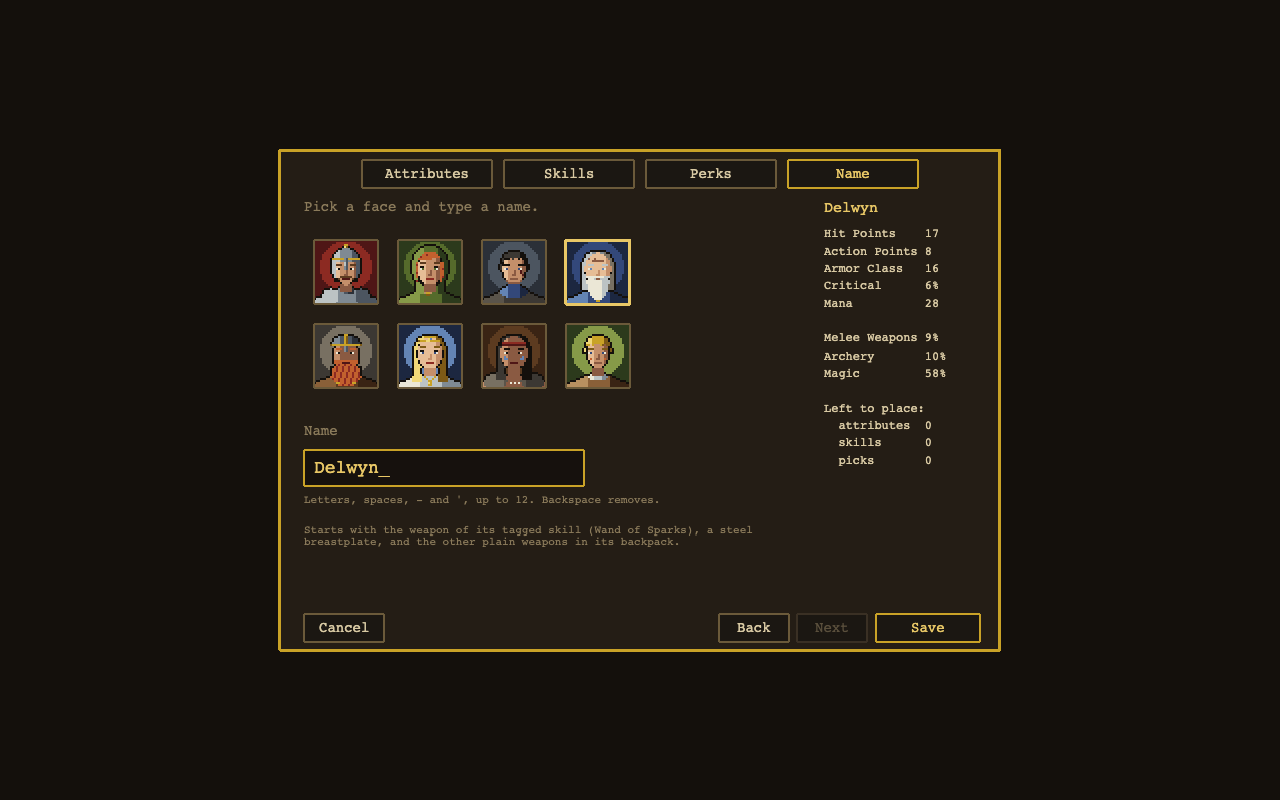 Attributes Skills Perks Name
Pick a face and type a name.
Name
Delwyn_
Letters, spaces, - and ', up to 12. Backspace removes.
Starts with the weapon of its tagged skill (Wand of Sparks), a steel
breastplate, and the other plain weapons in its backpack.
Delwyn
Hit Points 17
Action Points 8
Armor Class 16
Critical 6%
Mana 28
Melee Weapons 9%
Archery 10%
Magic 58%
Left to place:
attributes 0
skills 0
picks 0
Cancel Back Next Save